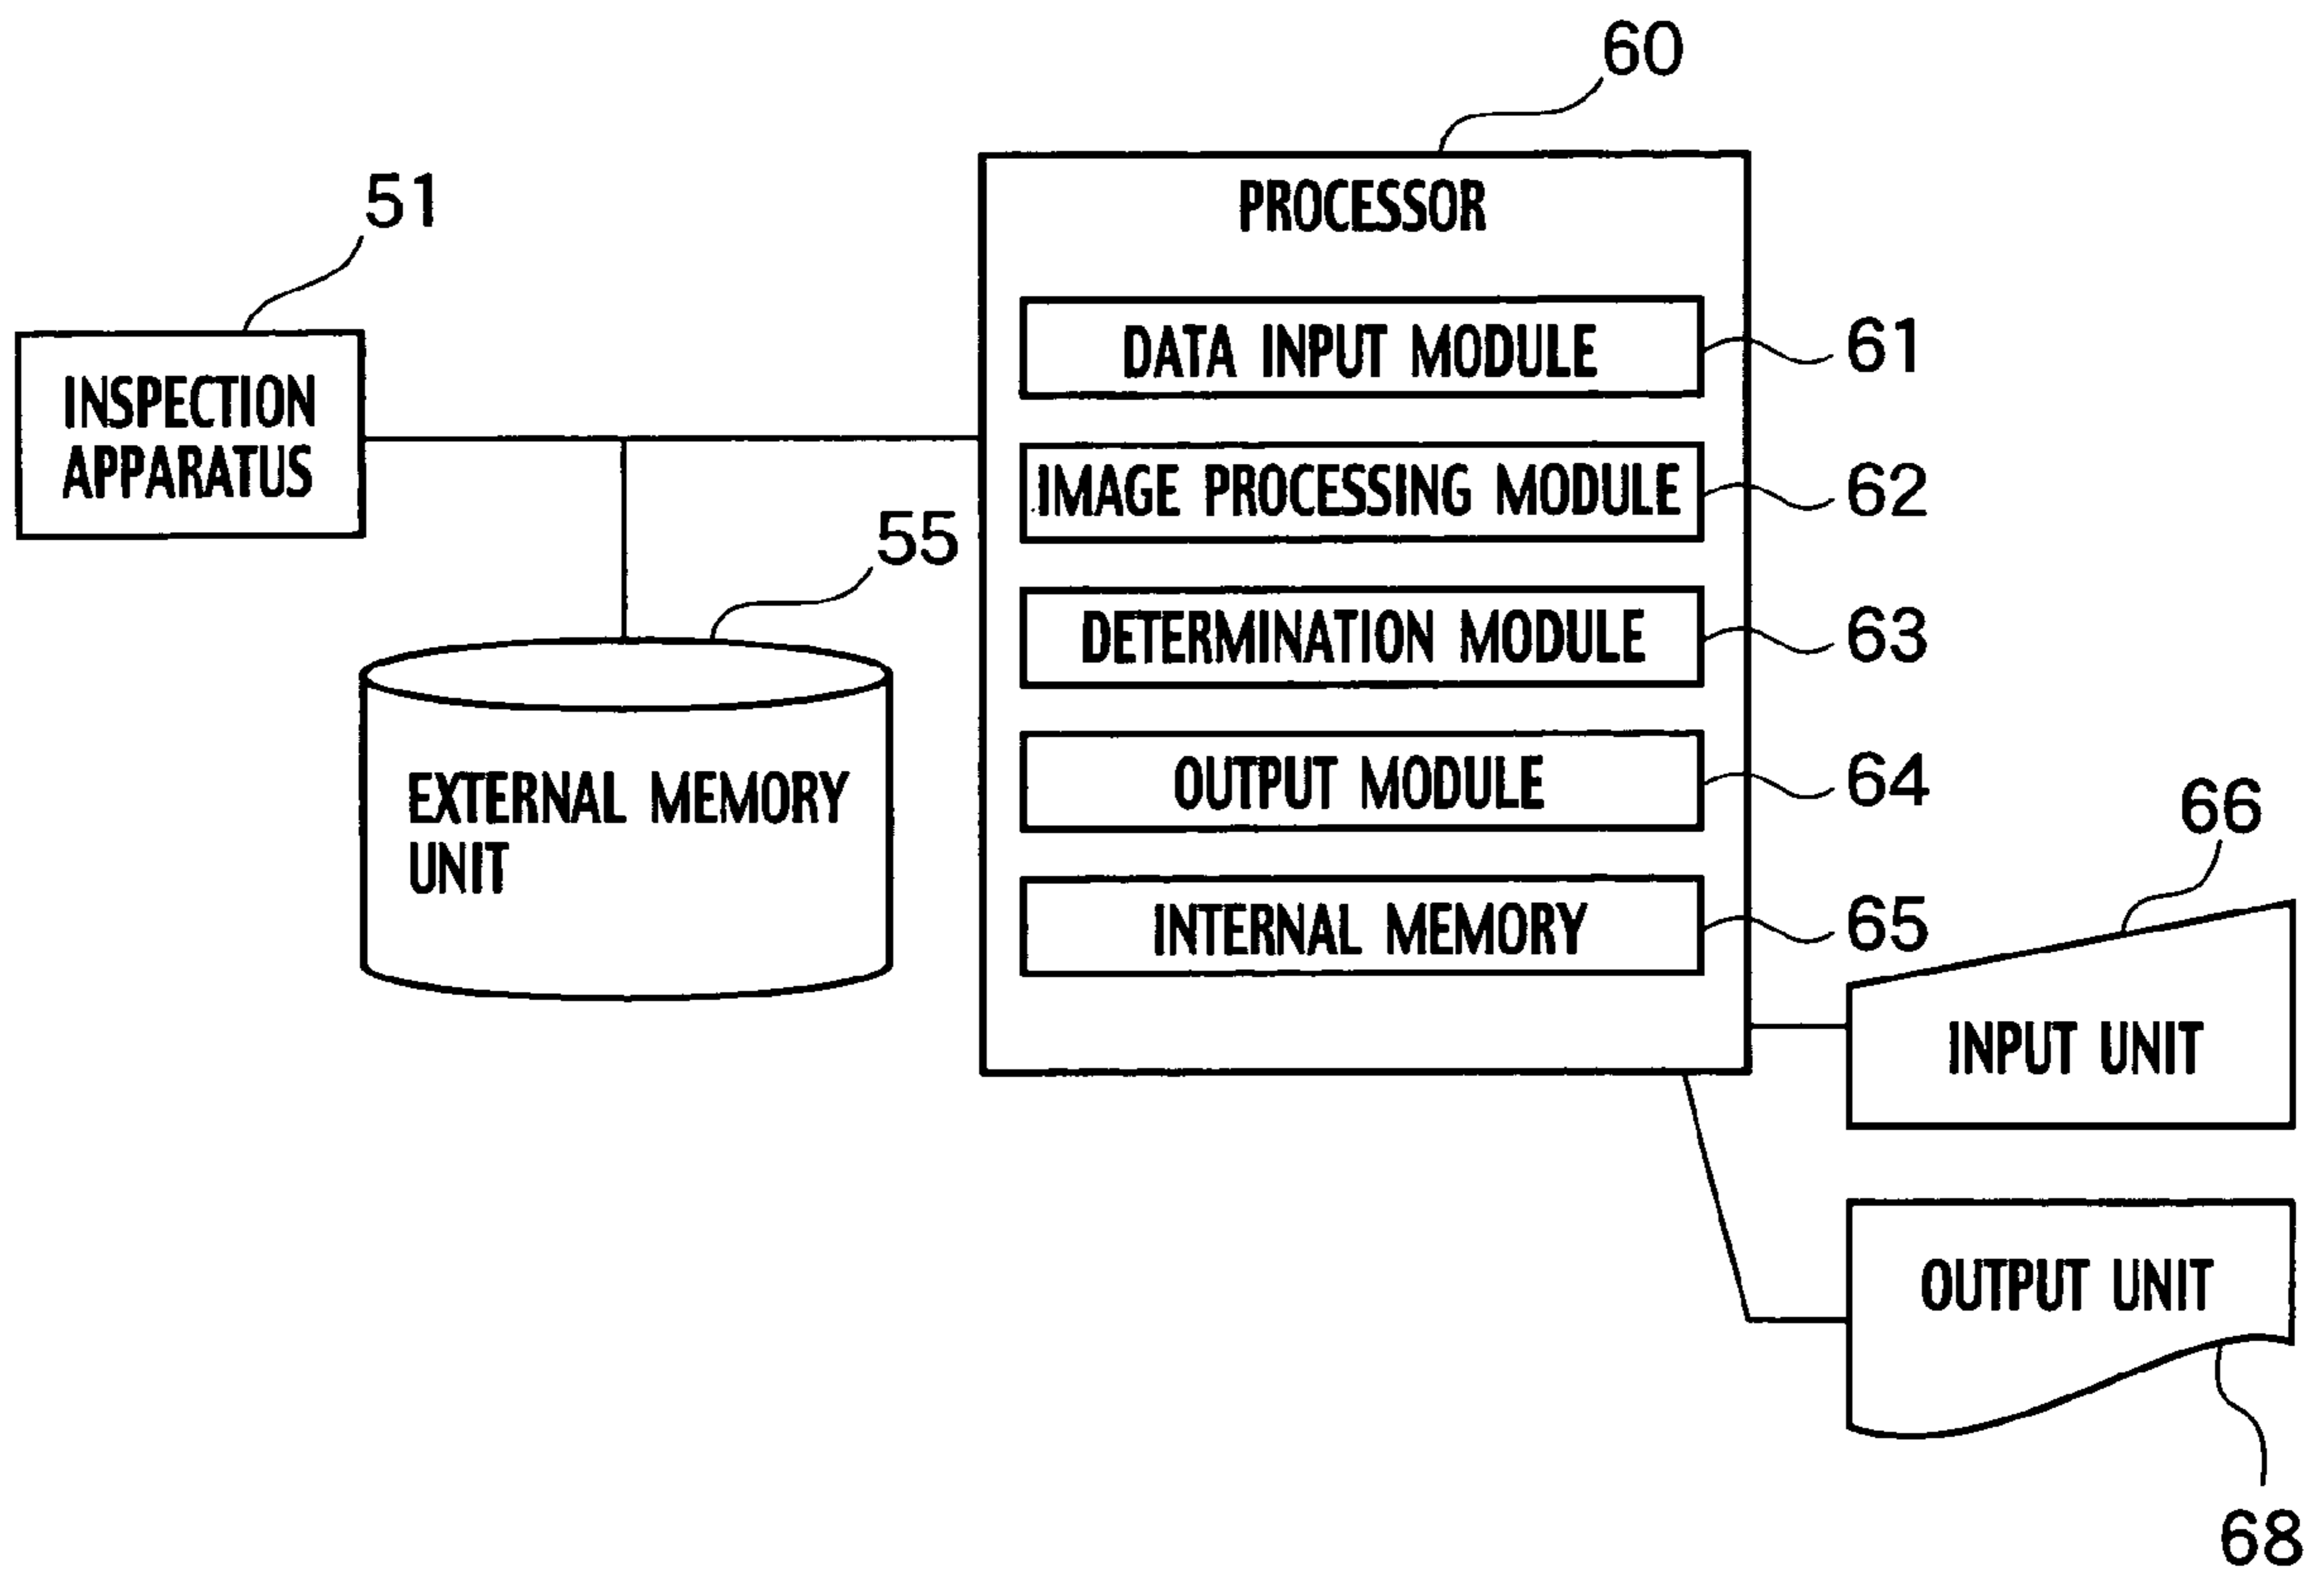 60
PROCESSOR
51
INSPECTION
APPARATUS
DATA INPUT MODULE
61
IMAGE PROCESSING MODULE
62
55
DETERMINATION MODULE
63
EXTERNAL MEMORY
UNIT
OUTPUT MODULE
64
INTERNAL MEMORY
65
66
INPUT UNIT
OUTPUT UNIT
68